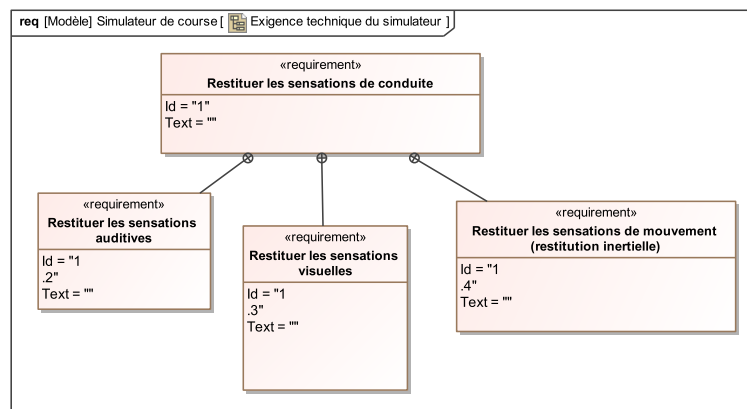 req [Modèle] Simulateur de course [ Exigence technique du simulateur ]
«requirement»
Restituer les sensations de conduite
Id = "1"
Text = ""
«requirement»
Restituer les sensations
auditives
Id = "1
.2"
Text = ""
«requirement»
Restituer les sensations
visuelles
Id = "1
.3"
Text = ""
«requirement»
Restituer les sensations de mouvement
(restitution inertielle)
Id = "1
.4"
Text = ""